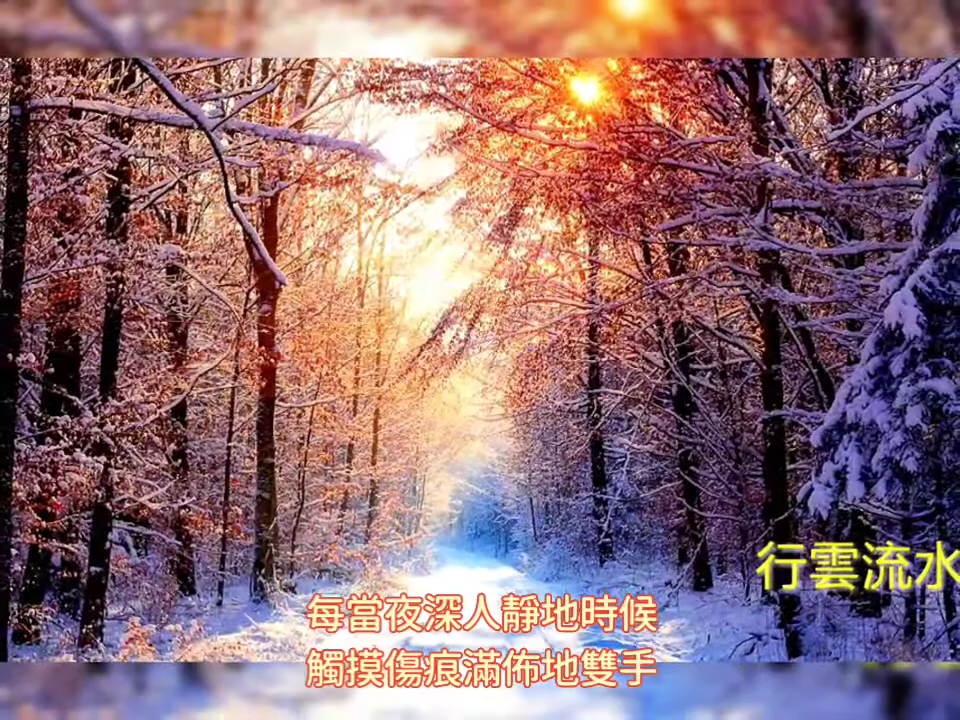 行雲流水
每當夜深人靜地時候
觸摸傷痕滿佈地雙手